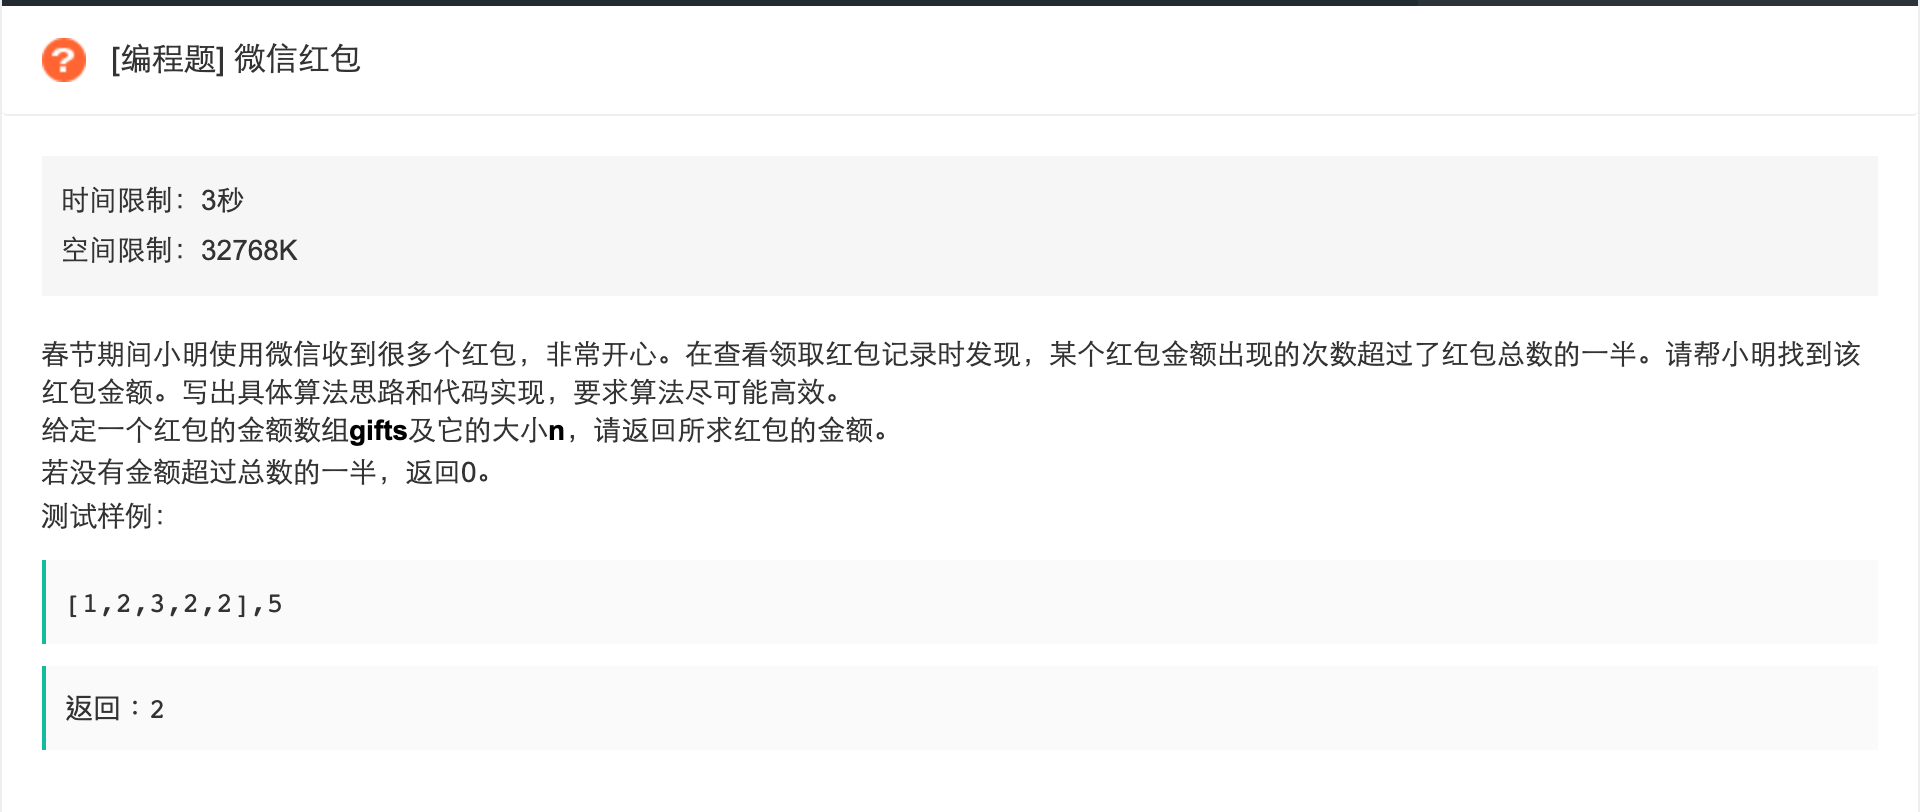 [编程题] 微信红包
时间限制：3秒
空间限制：32768K
春节期间小明使用微信收到很多个红包，非常开心。在查看领取红包记录时发现，某个红包金额出现的次数超过了红包总数的一半。请帮小明找到该
红包金额。写出具体算法思路和代码实现，要求算法尽可能高效。
给定一个红包的金额数组gifts及它的大小n，请返回所求红包的金额。
若没有金额超过总数的一半，返回0。
测试样例：
[1,2,3,2,2],5
返回：2